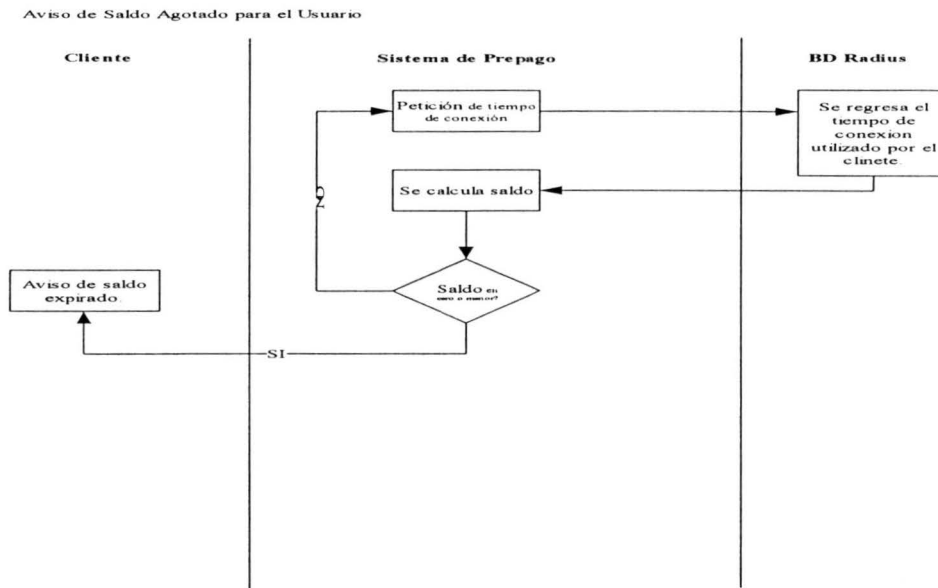 Aviso de Saldo Agotado para el Usuario
Cliente
Sistema de Prepago
BD Radius
Petición de tiempo
de conexión
Se regresa el
tiempo de
conexion
utilizado por el
clinete.
NO
Se calcula saldo
Saldo en
cero o menor?
Aviso de saldo
expirado.
SI